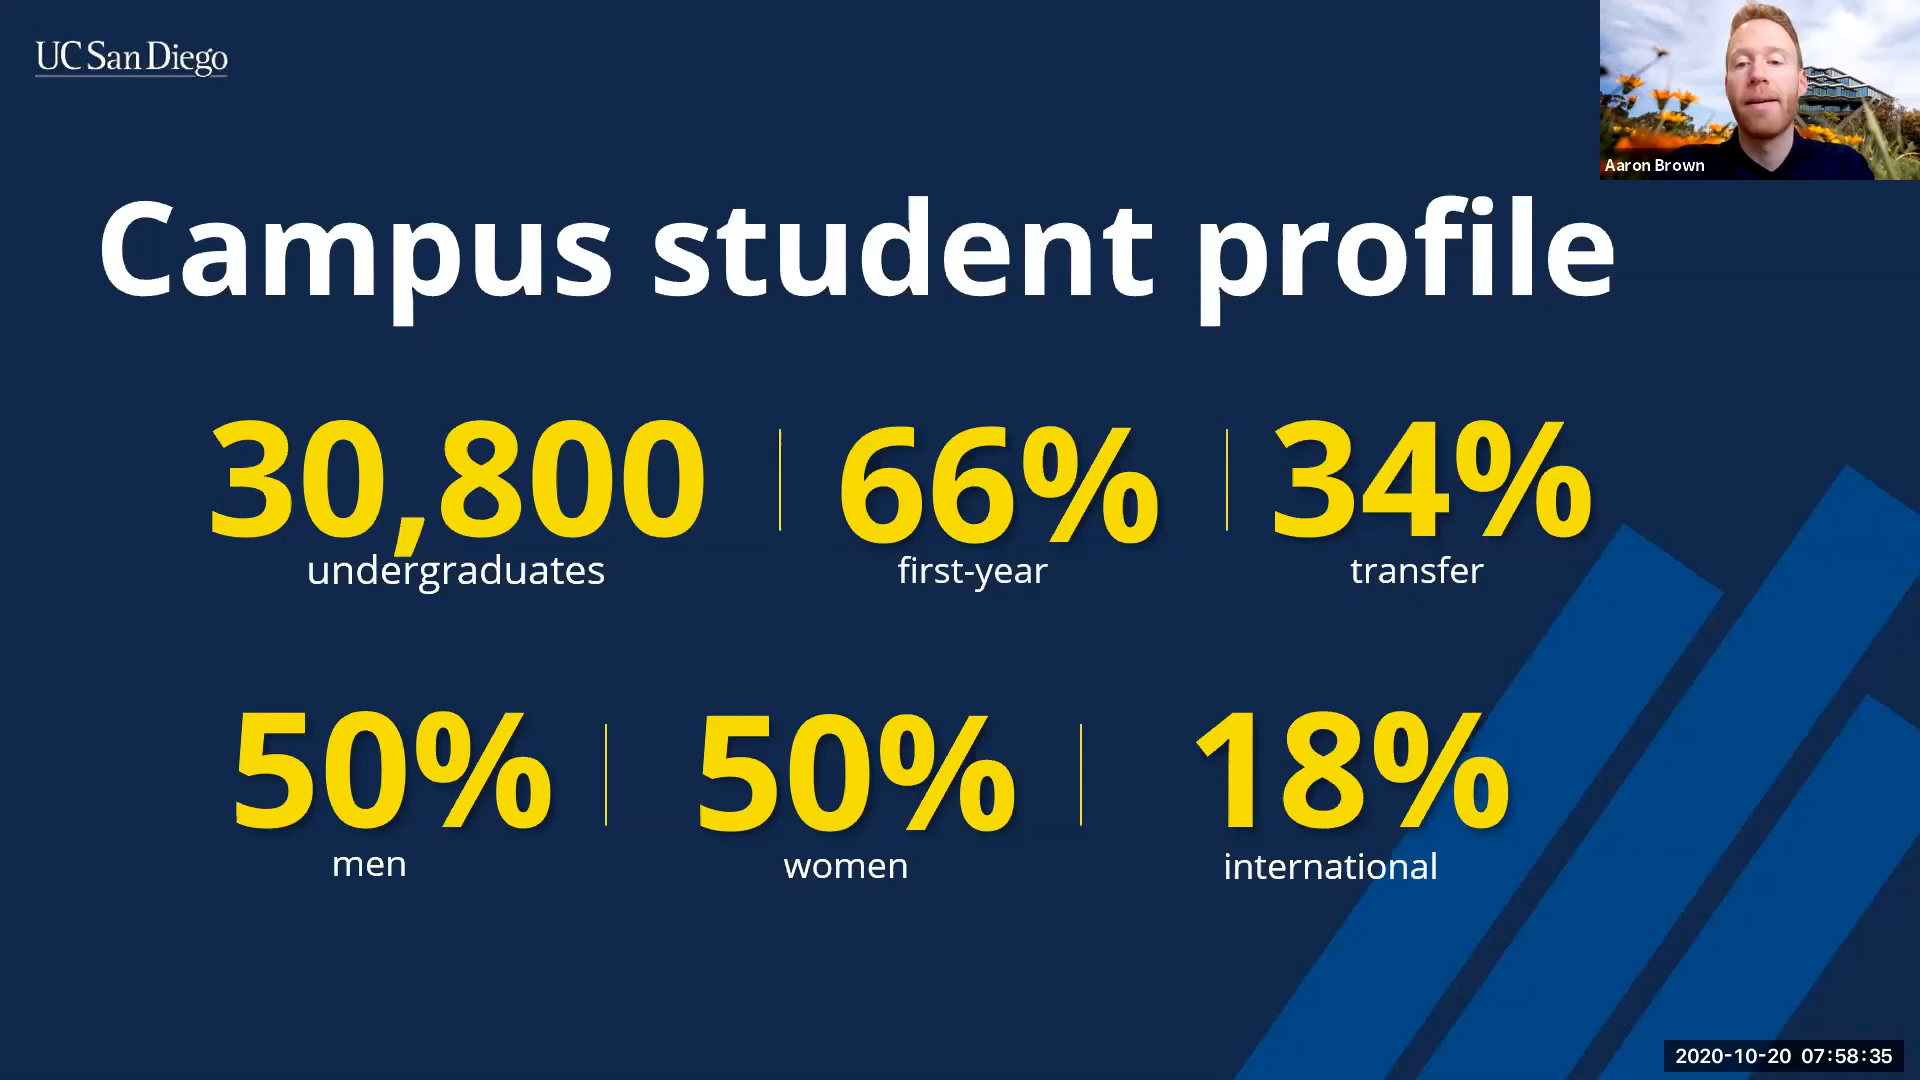 UC San Diego
Aaron Brown
Campus student profile
30,800
undergraduates
66%
first-year
34%
transfer
50%
men
50%
women
18%
international
2020-10-20 07:58:35